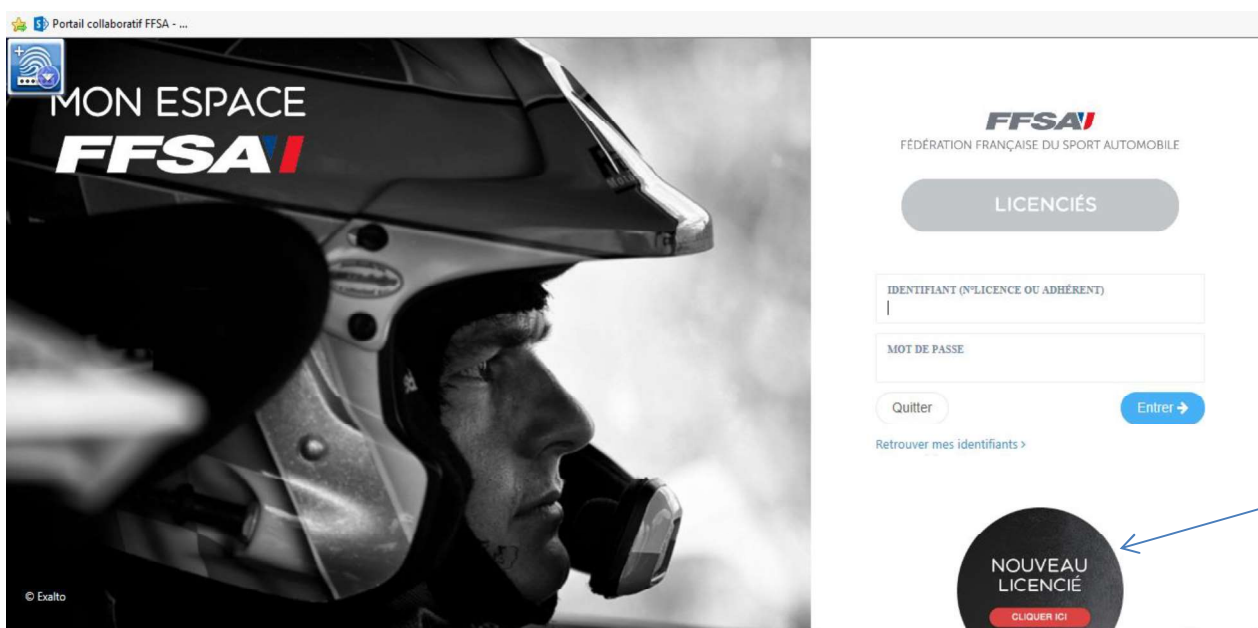 Portail collaboratif FFSA - ...
MON ESPACE
FFSA
© Exalto
FFSA
FÉDÉRATION FRANÇAISE DU SPORT AUTOMOBILE
LICENCIÉS
IDENTIFIANT (N°LICENCE OU ADHÉRENT)
MOT DE PASSE
Quitter
Entrer
Retrouver mes identifiants >
NOUVEAU
LICENCIÉ
CLIQUER ICI